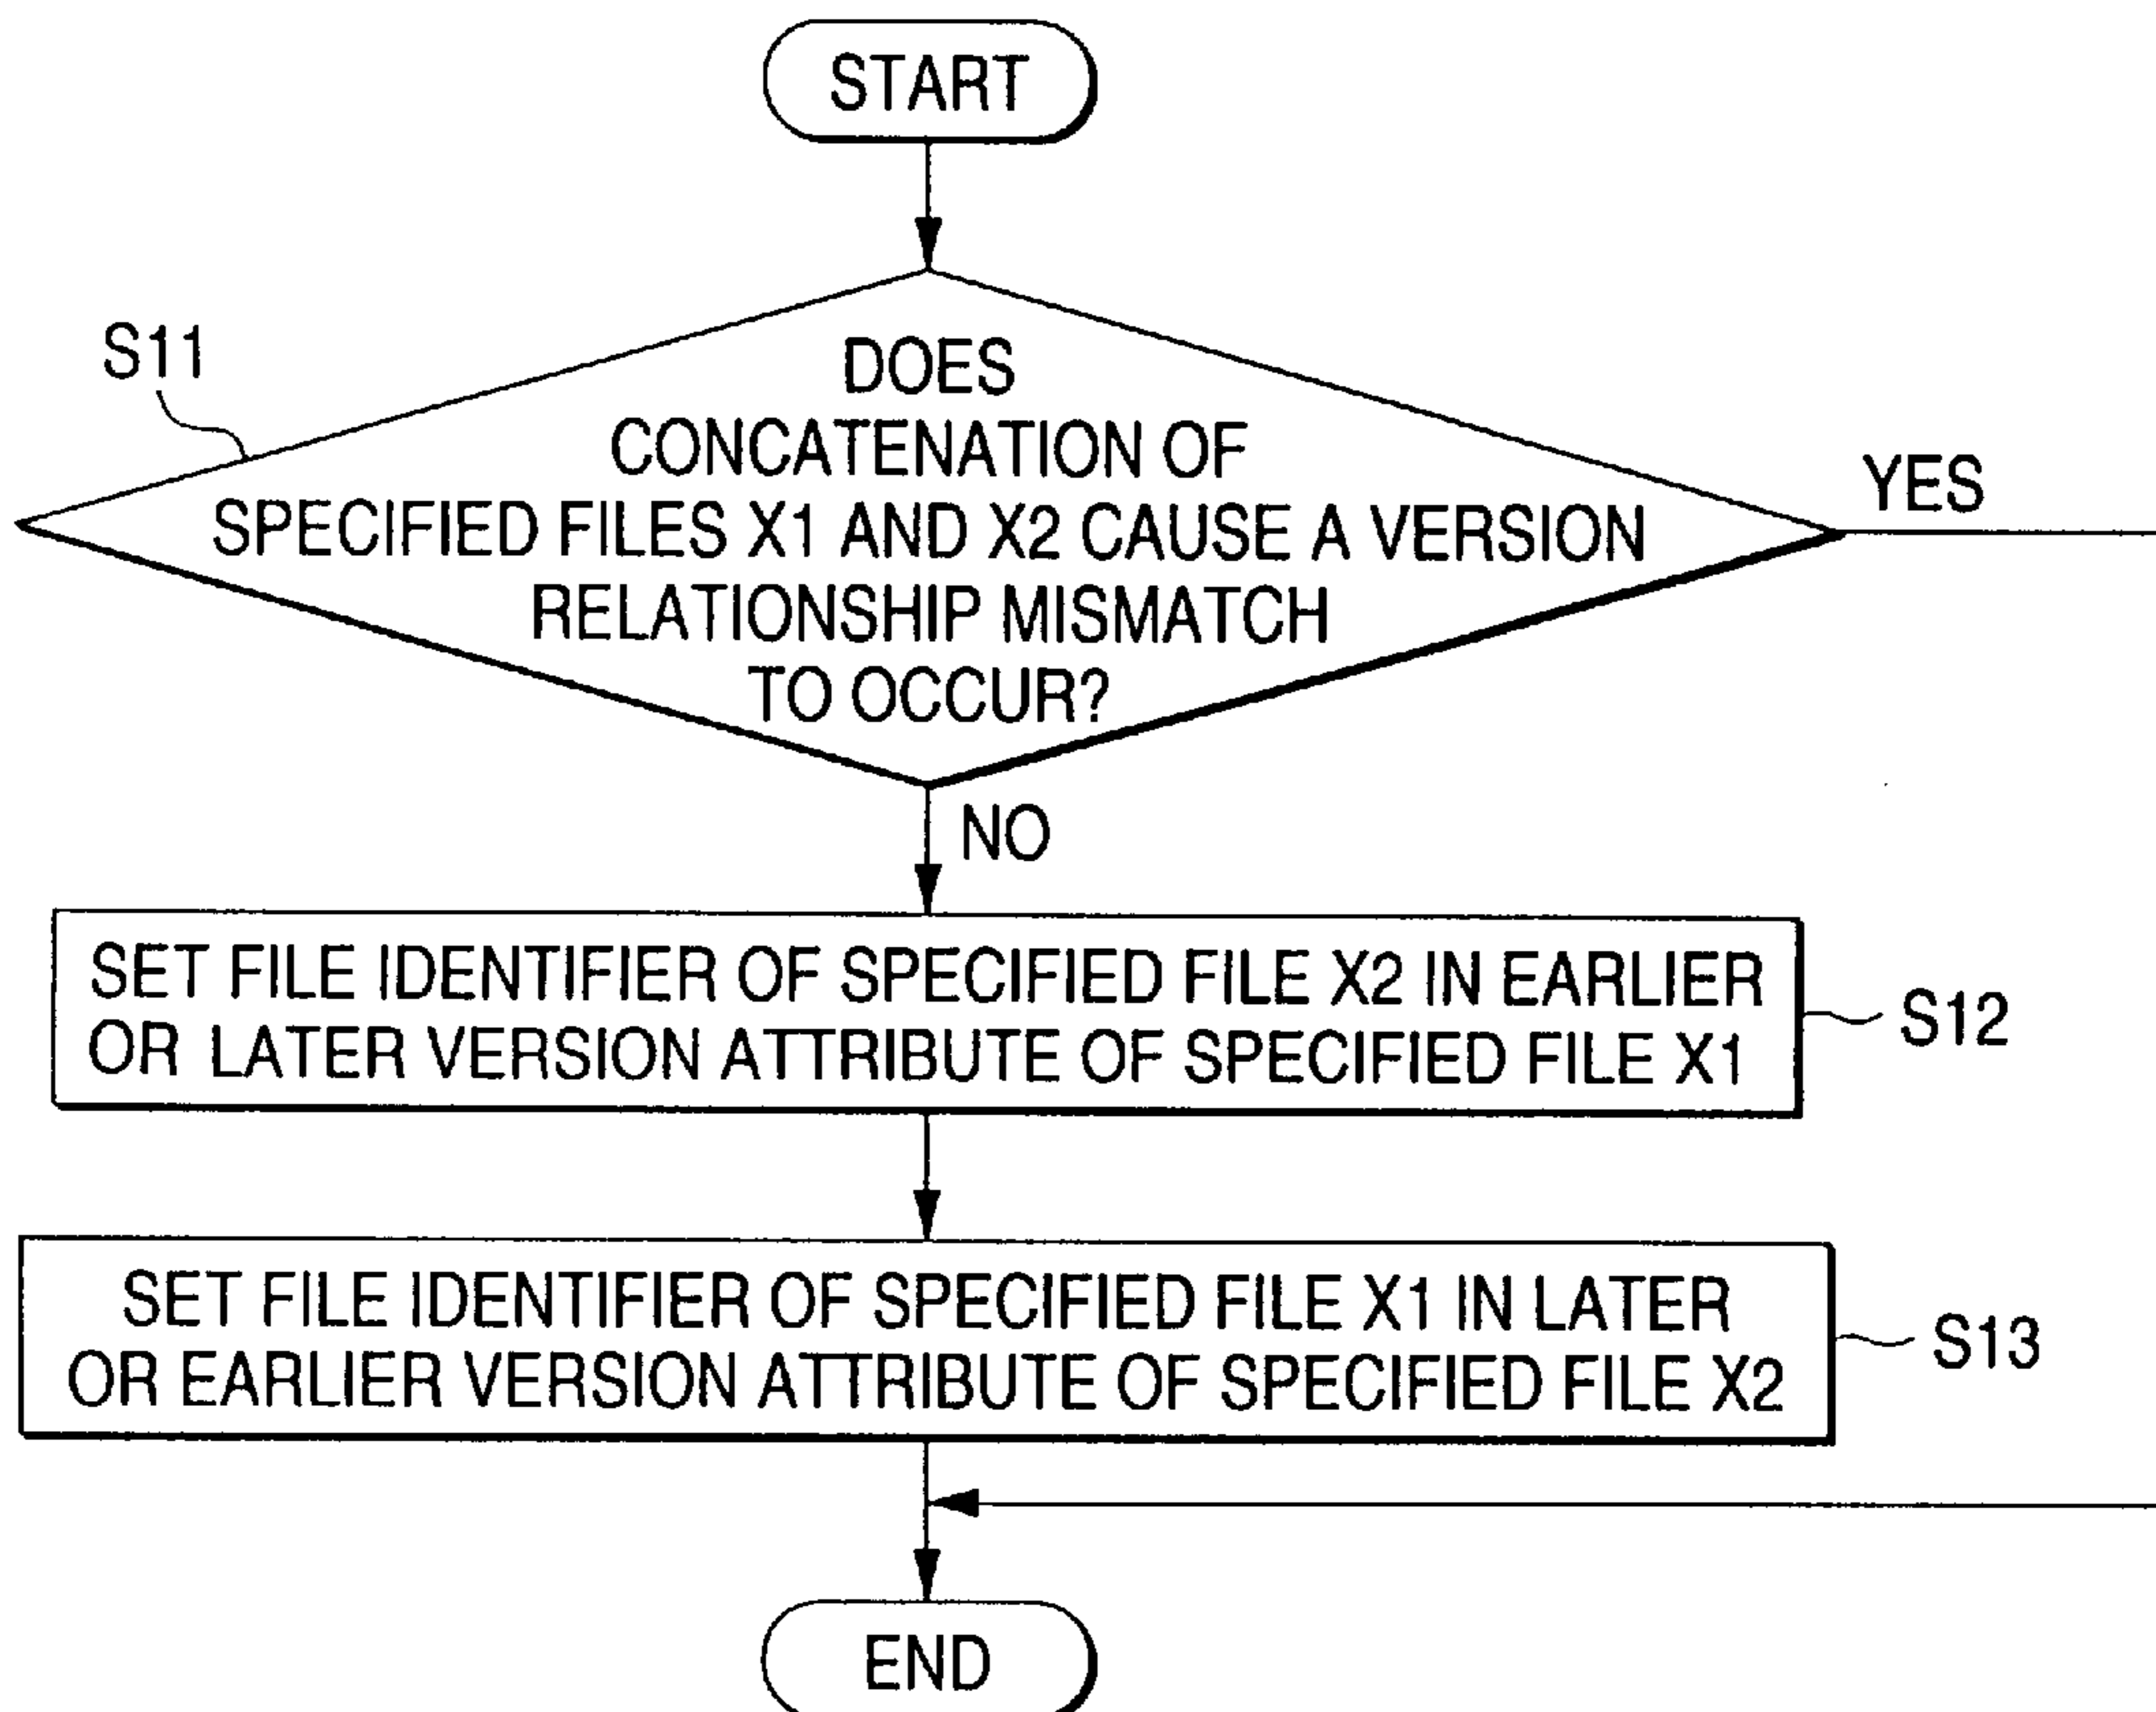 START
S11
DOES
CONCATENATION OF
SPECIFIED FILES X1 AND X2 CAUSE A VERSION
RELATIONSHIP MISMATCH
TO OCCUR?
YES
NO
SET FILE IDENTIFIER OF SPECIFIED FILE X2 IN EARLIER
OR LATER VERSION ATTRIBUTE OF SPECIFIED FILE X1
S12
SET FILE IDENTIFIER OF SPECIFIED FILE X1 IN LATER
OR EARLIER VERSION ATTRIBUTE OF SPECIFIED FILE X2
S13
END